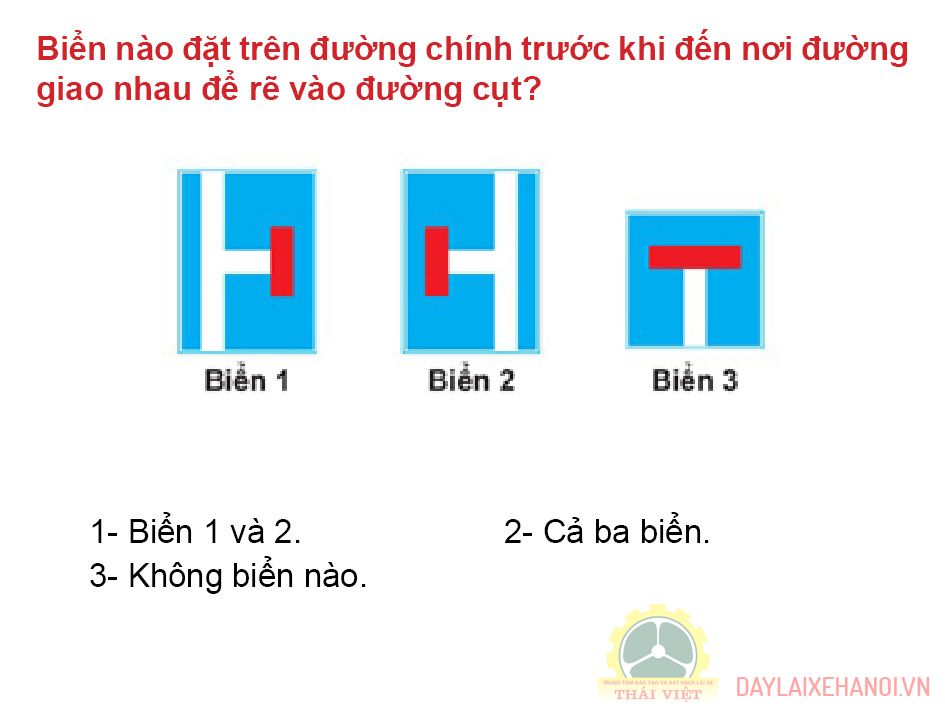 Biển nào đặt trên đường chính trước khi đến nơi đường
giao nhau để rẽ vào đường cụt?
Biển 1
Biển 2
Biển 3
1- Biển 1 và 2.
2- Cả ba biển.
3- Không biển nào.
TRUNG TÂM ĐÀO TẠO VÀ SÁT HẠCH LÁI XE
THÁI VIỆT
DAYLAIXEHANOI.VN